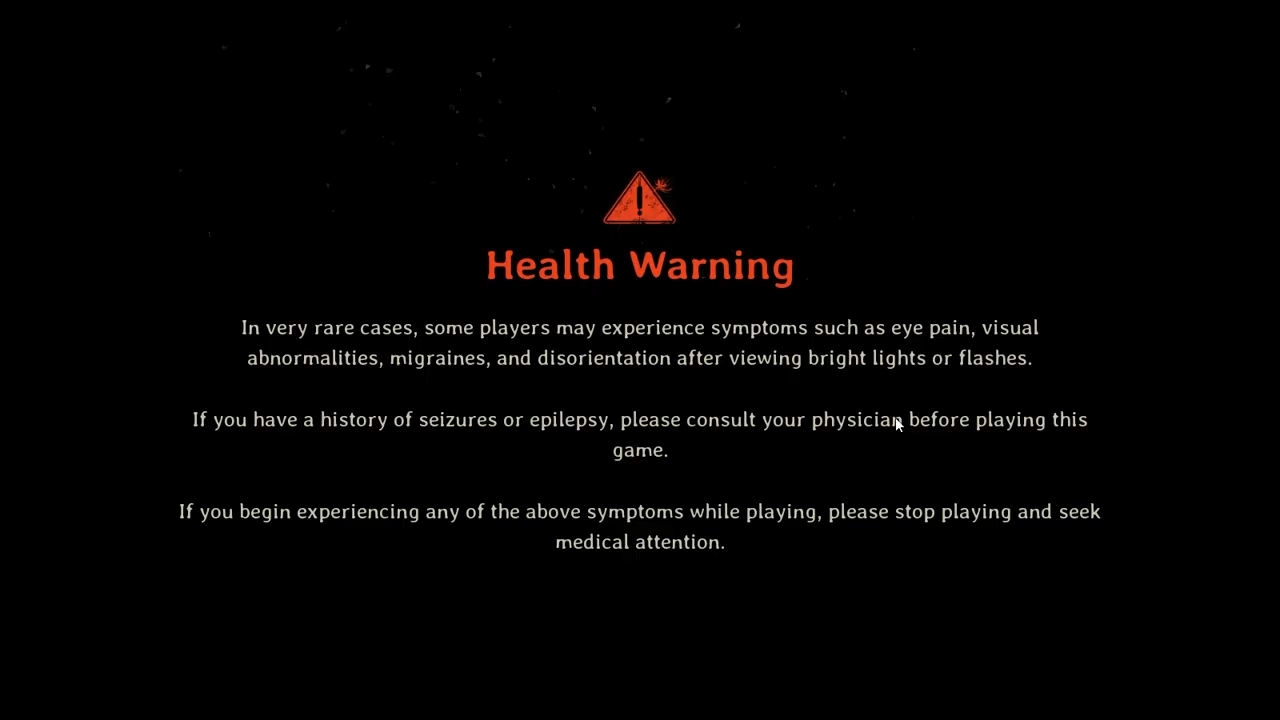 Health Warning
In very rare cases, some players may experience symptoms such as eye pain, visual
abnormalities, migraines, and disorientation after viewing bright lights or flashes.
If you have a history of seizures or epilepsy, please consult your physician before playing this
game.
If you begin experiencing any of the above symptoms while playing, please stop playing and seek
medical attention.